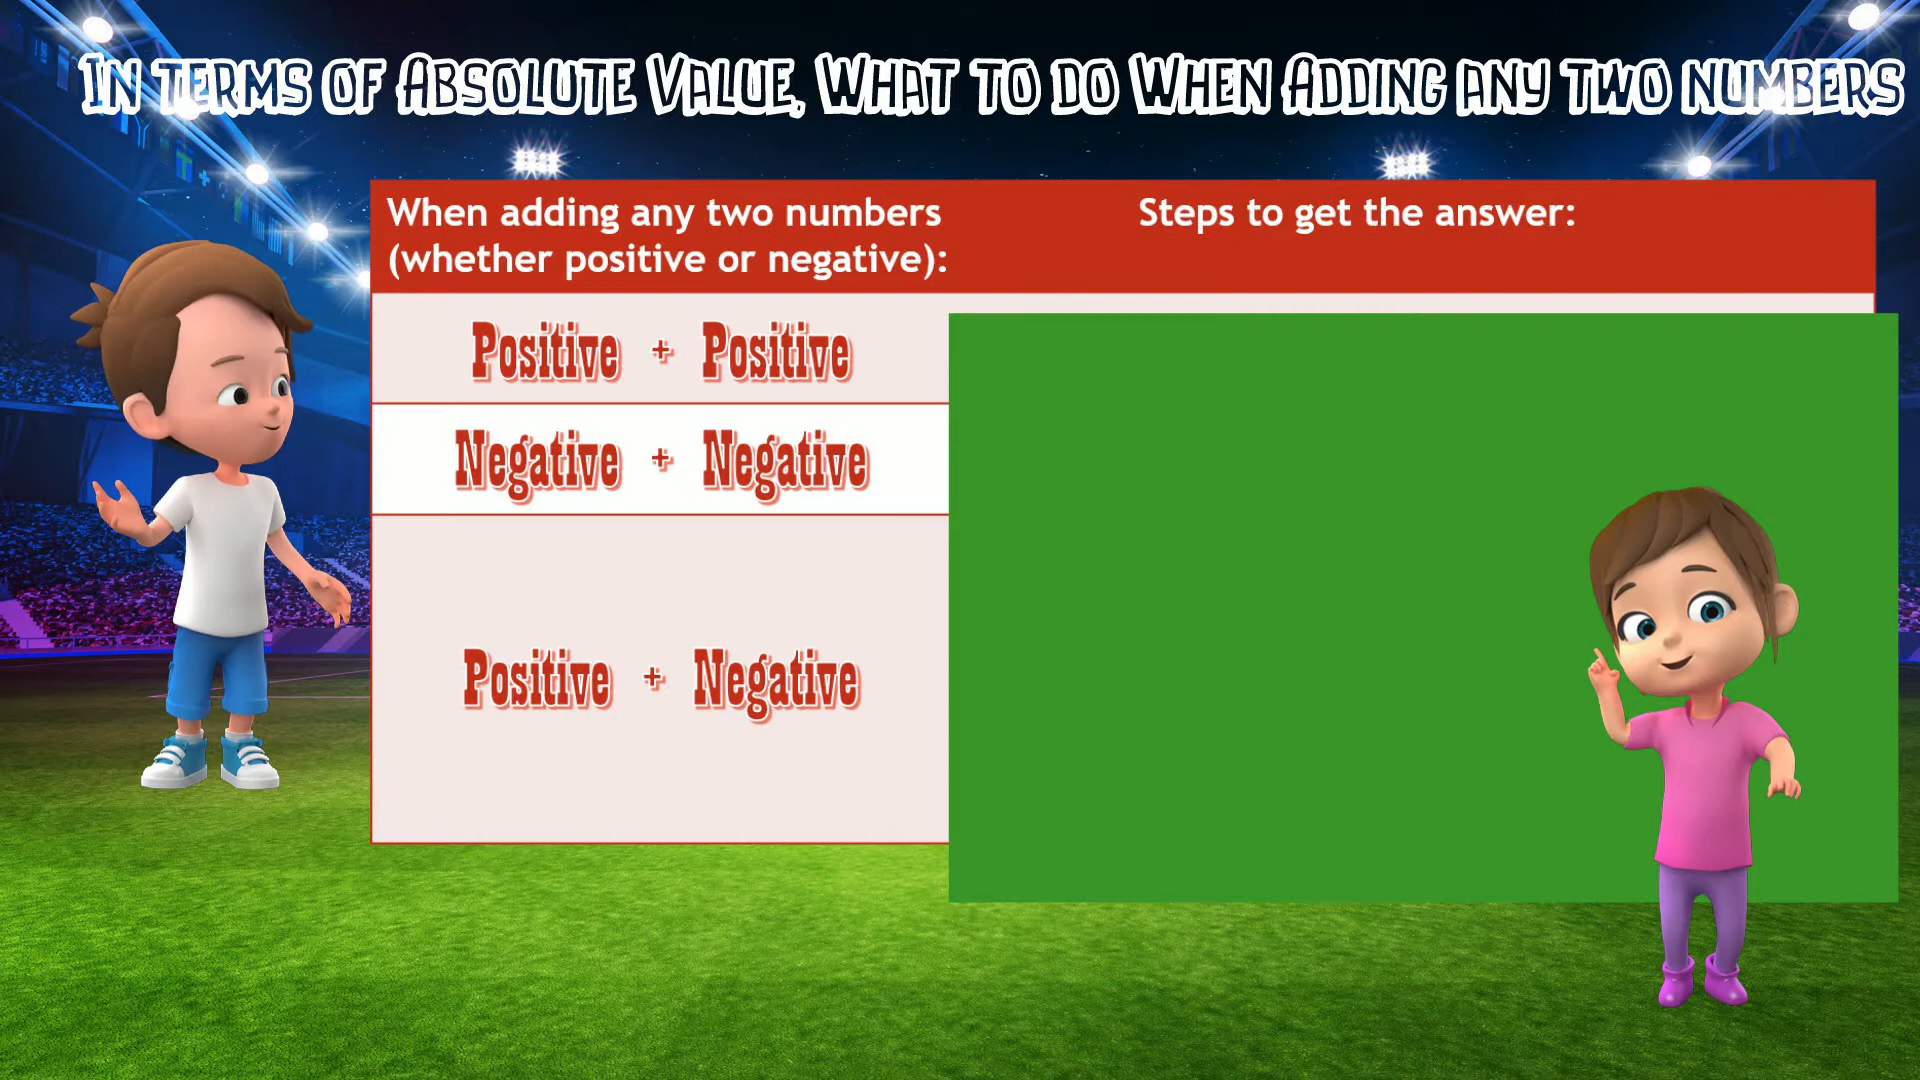 In terms of Absolute Value, What to do When Adding any two numbers
When adding any two numbers
(whether positive or negative):
Steps to get the answer:
Positive + Positive
Negative + Negative
Positive + Negative